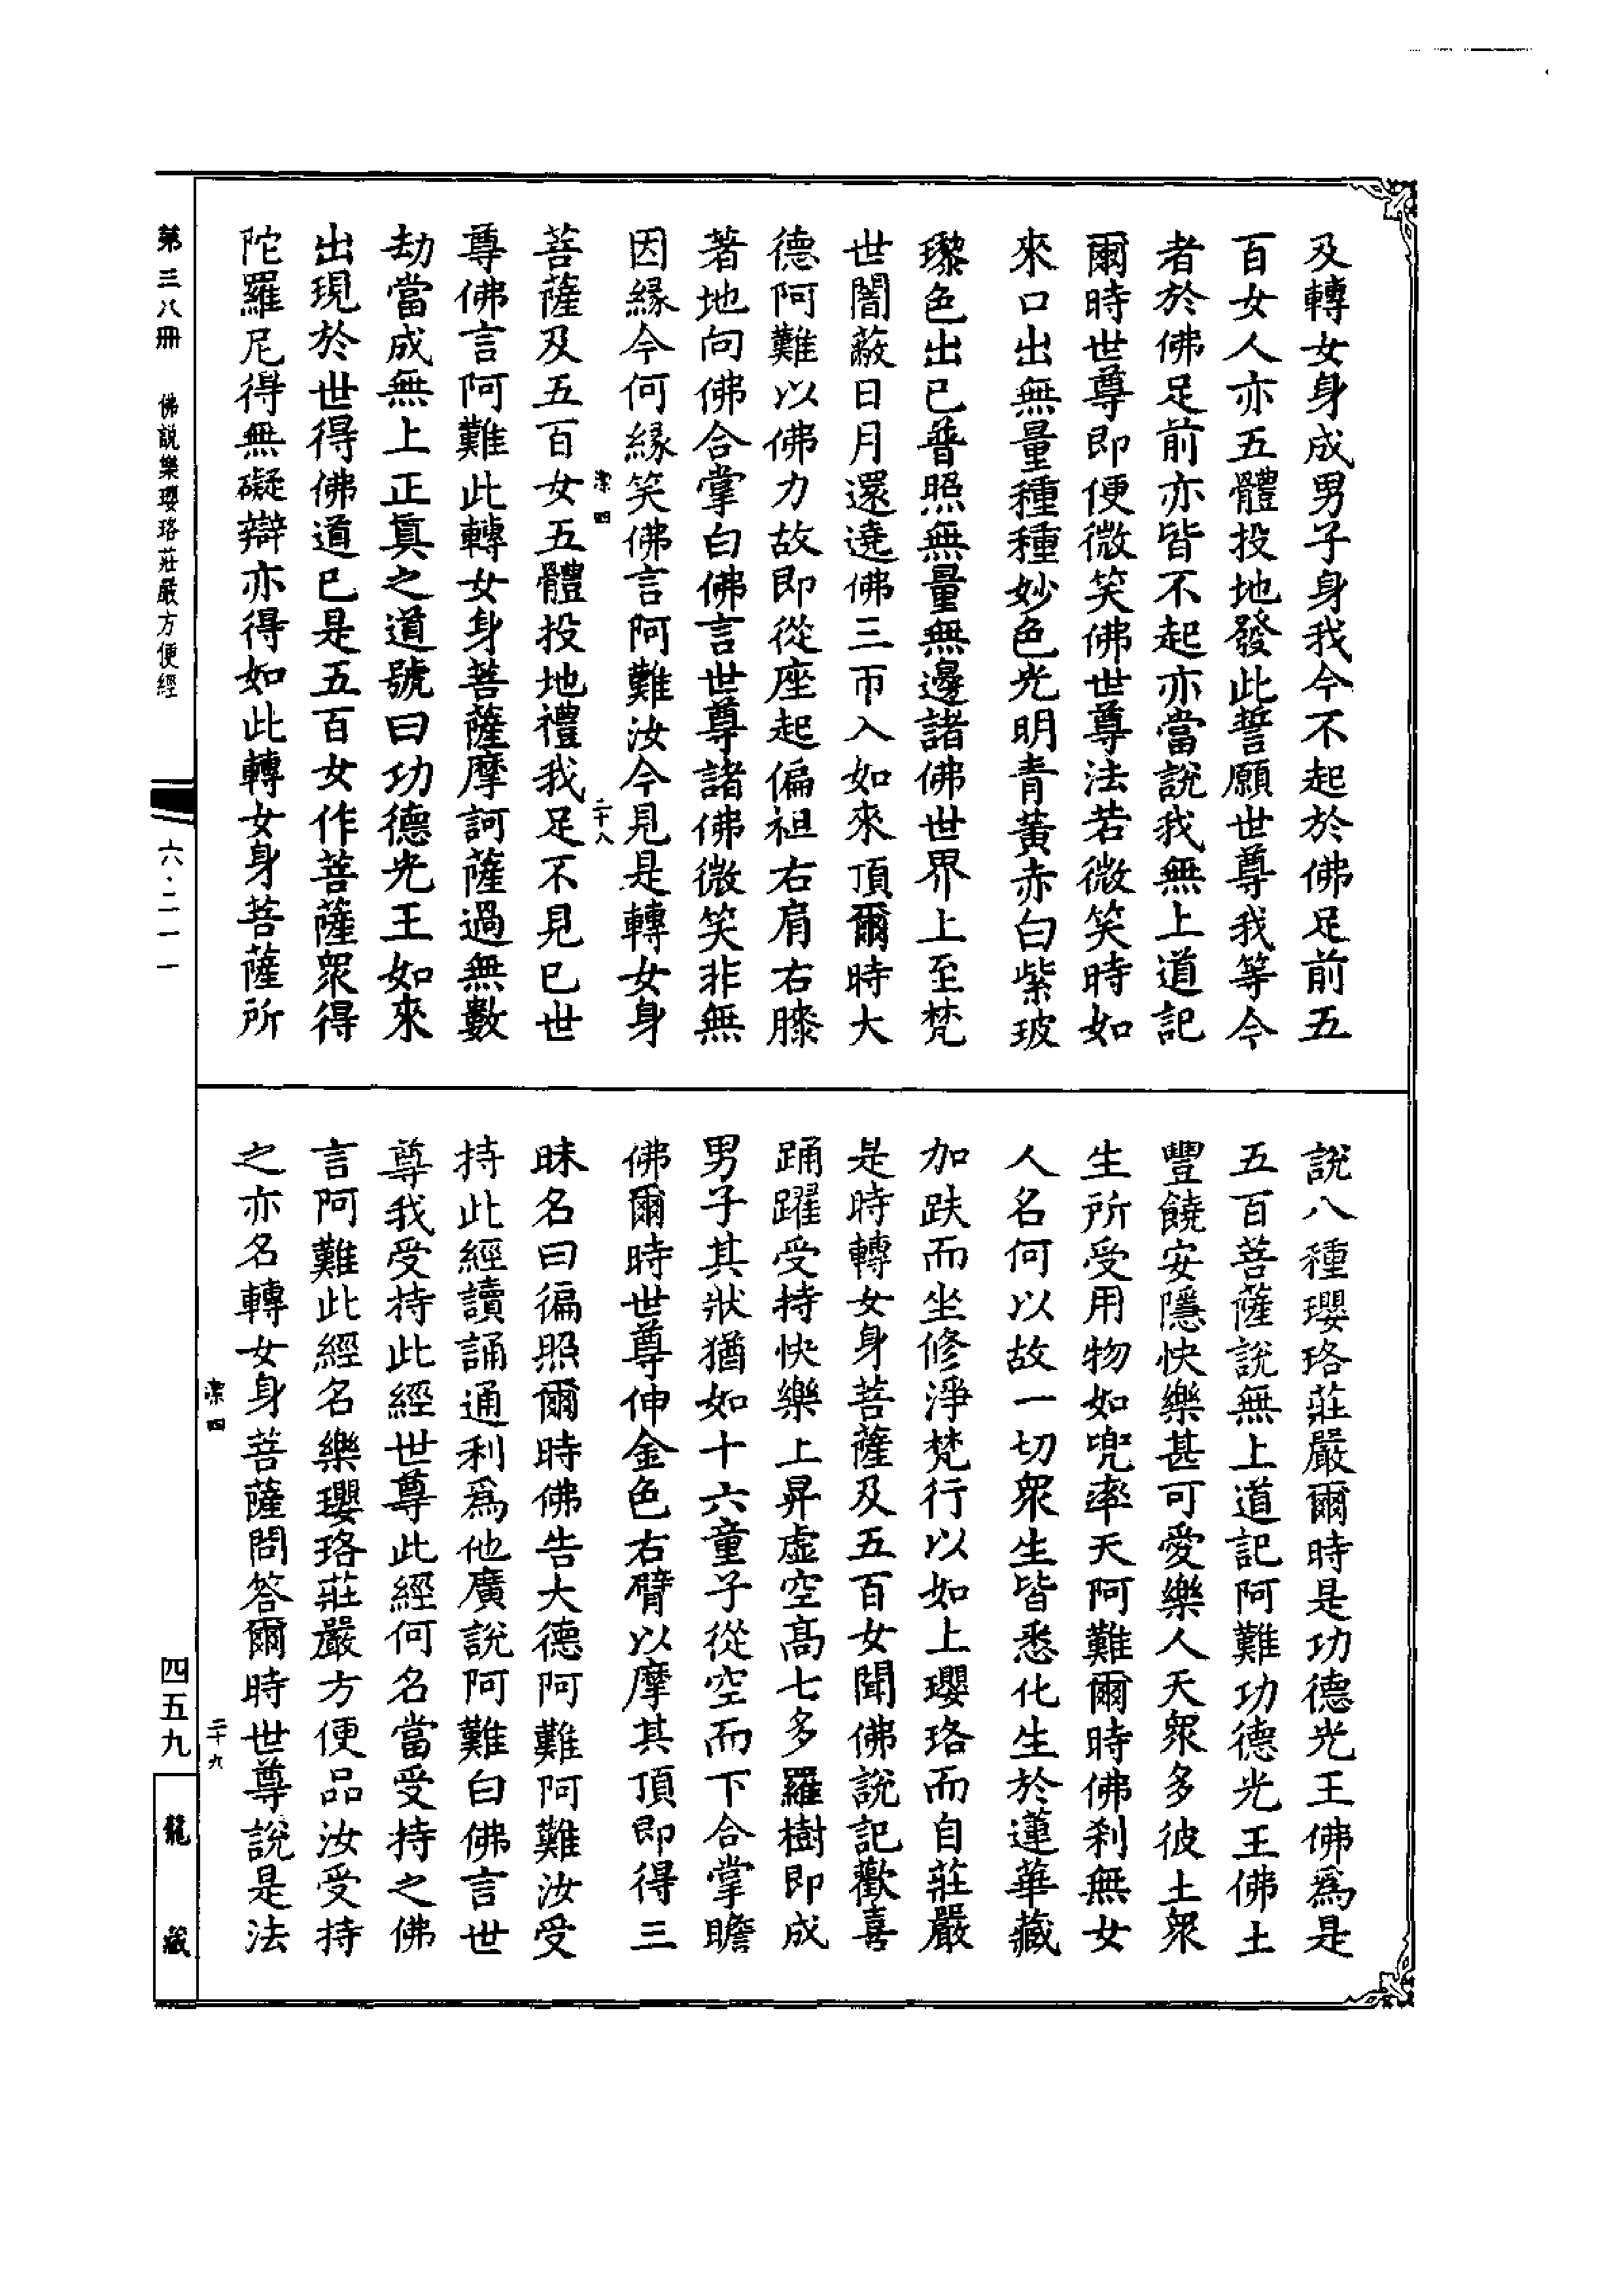 及轉女身成男子身我今不起於佛足前五
百女人亦五體投地發此誓願世尊我等今
者於佛足前亦皆不起亦當說我無上道記
爾時世尊即便微笑佛世尊法若微笑時如
來口出無量種種妙色光明青黃赤白紫玻
瓈色出已普照無量無邊諸佛世界上至梵
世闇蔽日月還遶佛三帀入如來頂爾時大
德阿難以佛力故即從座起偏袒右肩右膝
著地向佛合掌白佛言世尊諸佛微笑非無
因緣今何緣笑佛言阿難汝今見是轉女身
潔四
二十八
菩薩及五百女五體投地禮我足不見已世
尊佛言阿難此轉女身菩薩摩訶薩過無數
劫當成無上正真之道號曰功德光王如來
出現於世得佛道已是五百女作菩薩眾得
陀羅尼得無礙辯亦得如此轉女身菩薩所
說八種瓔珞莊嚴爾時是功德光王佛為是
五百菩薩說無上道記阿難功德光王佛土
豐饒安隱快樂甚可愛樂人天眾多彼土眾
生所受用物如兜率天阿難爾時佛剎無女
人名何以故一切眾生皆悉化生於蓮華藏
加趺而坐修淨梵行以如上瓔珞而自莊嚴
是時轉女身菩薩及五百女聞佛說記歡喜
踊躍受持快樂上昇虛空高七多羅樹即成
男子其狀猶如十六童子從空而下合掌瞻
佛爾時世尊伸金色右臂以摩其頂即得三
昧名曰徧照爾時佛告大德阿難阿難汝受
持此經讀誦通利為他廣說阿難白佛言世
尊我受持此經世尊此經何名當受持之佛
言阿難此經名樂瓔珞莊嚴方便品汝受持
之亦名轉女身菩薩問答爾時世尊說是法
潔四
二十九
第三八冊 佛說樂瓔珞莊嚴方便經
六·二一一
四五九
龍藏